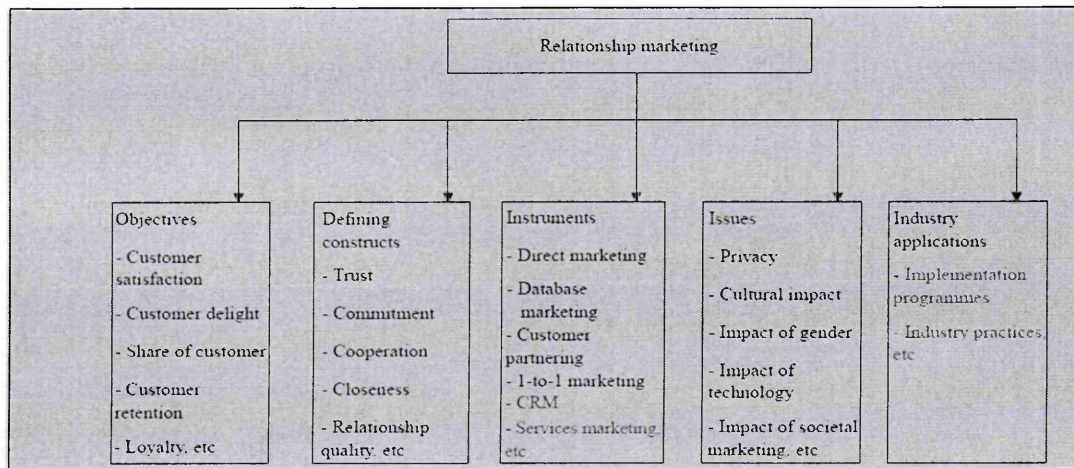 Relationship marketing
Objectives
- Customer
satisfaction
- Customer delight
- Share of customer
- Customer
retention
- Loyalty, etc
Defining
constructs
- Trust
- Commitment
- Cooperation
- Closeness
- Relationship
quality, etc
Instruments
- Direct marketing
- Database
marketing
- Customer
partnering
- 1-to-1 marketing
- CRM
- Services marketing,
etc
Issues
- Privacy
- Cultural impact
- Impact of gender
- Impact of
technology
- Impact of societal
marketing, etc
Industry
applications
- Implementation
programmes
- Industry practices,
etc